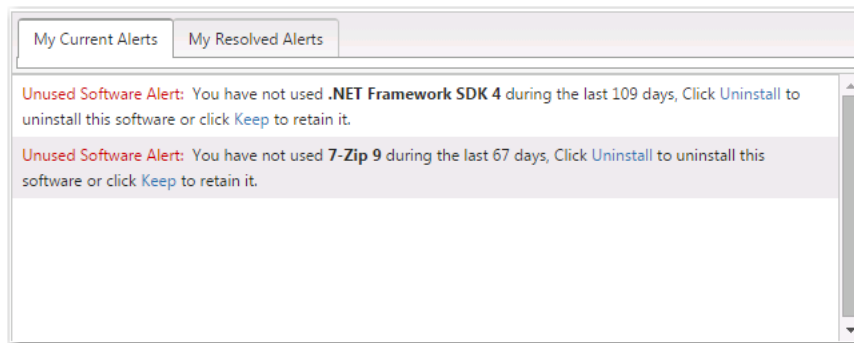 My Current Alerts My Resolved Alerts
Unused Software Alert: You have not used .NET Framework SDK 4 during the last 109 days, Click Uninstall to
uninstall this software or click Keep to retain it.
Unused Software Alert: You have not used 7-Zip 9 during the last 67 days, Click Uninstall to uninstall this
software or click Keep to retain it.